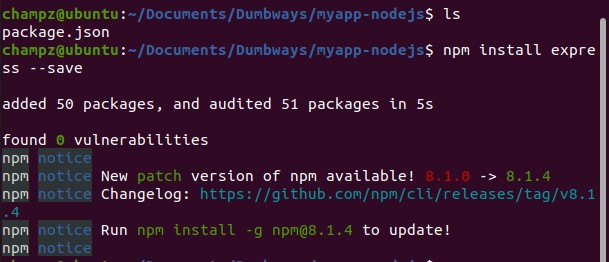 champz@ubuntu:~/Documents/Dumbways/myapp-nodejs$ ls
package.json
champz@ubuntu:~/Documents/Dumbways/myapp-nodejs$ npm install expre
ss --save
added 50 packages, and audited 51 packages in 5s
found 0 vulnerabilities
npm notice
npm notice New patch version of npm available! 8.1.0 -> 8.1.4
npm notice Changelog: https://github.com/npm/cli/releases/tag/v8.1
.4
npm notice Run npm install -g npm@8.1.4 to update!
npm notice